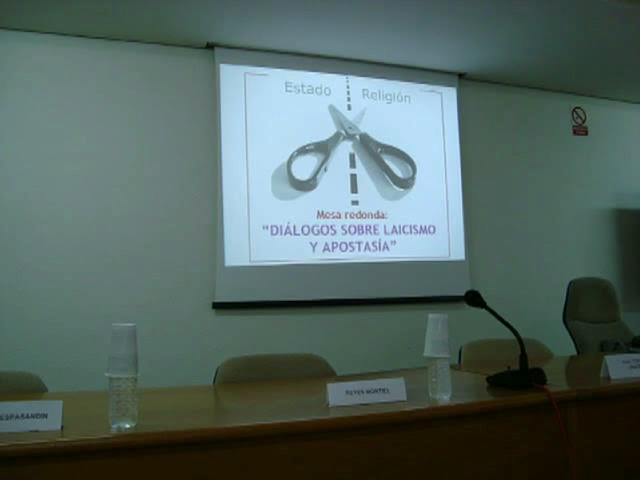 Estado Religión
Mesa redonda:
“DIÁLOGOS SOBRE LAICISMO
Y APOSTASÍA”
ESPASANDIN
REYES MONTIEL